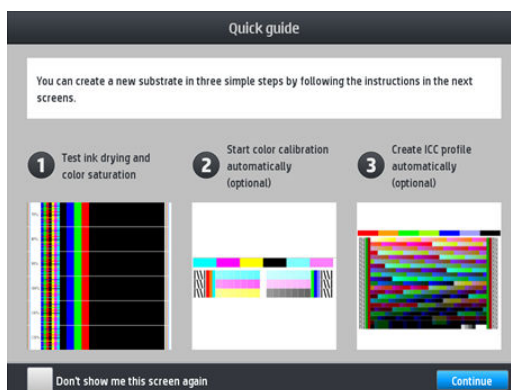 Quick guide
You can create a new substrate in three simple steps by following the instructions in the next
screens.
1 Test ink drying and
color saturation
2 Start color calibration
automatically
(optional)
3 Create ICC profile
automatically
(optional)
Don't show me this screen again
Continue